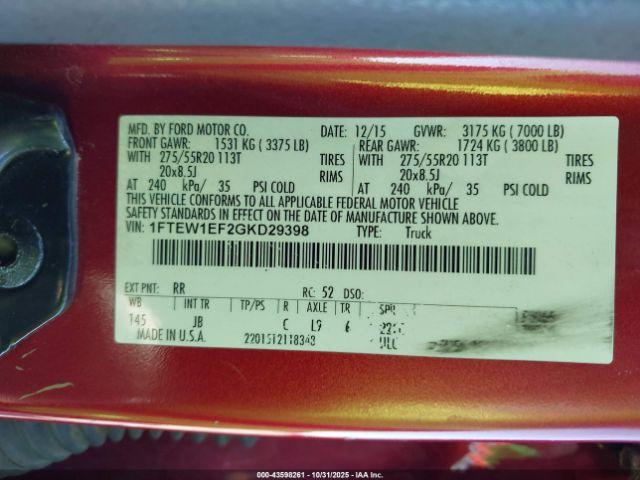 MFD. BY FORD MOTOR CO. DATE: 12/15 GVWR: 3175 KG ( 7000 LB)
FRONT GAWR: 1531 KG ( 3375 LB) REAR GAWR: 1724 KG ( 3800 LB)
WITH 275/55R20 113T TIRES WITH 275/55R20 113T TIRES
20x8.5J RIMS 20x8.5J RIMS
AT 240 kPa/ 35 PSI COLD AT 240 kPa/ 35 PSI COLD
THIS VEHICLE CONFORMS TO ALL APPLICABLE FEDERAL MOTOR VEHICLE
SAFETY STANDARDS IN EFFECT ON THE DATE OF MANUFACTURE SHOWN ABOVE.
VIN: 1FTEW1EF2GKD29398 TYPE: Truck
EXT PNT: RR RC: 52 DSO:
WB INT TR TP/PS R AXLE TR SPR
145 JB C L9 6
MADE IN U.S.A.
000-43598261 - 10/31/2025 - IAA Inc.